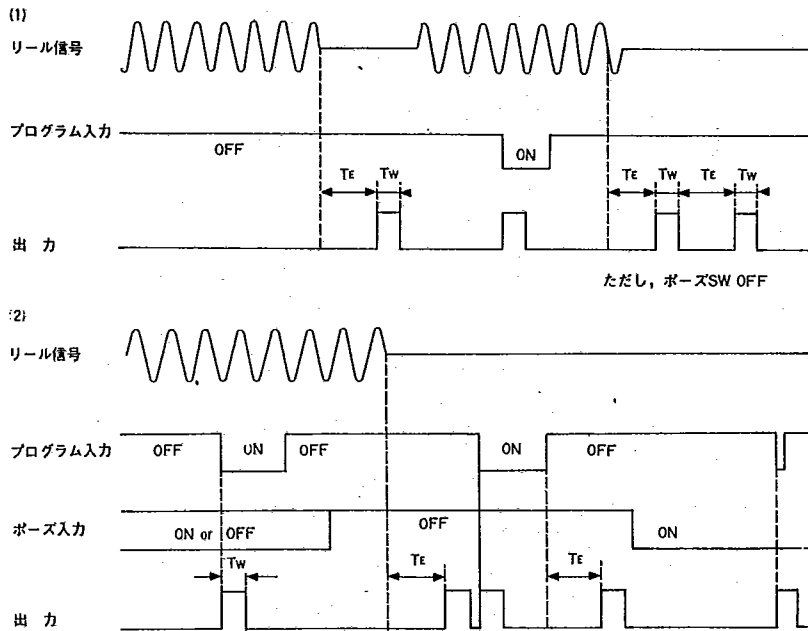 (1)
リール信号
プログラム入力
OFF
ON
TE TW TE TW TE TW
出 力
ただし，ポーズSW OFF
(2)
リール信号
プログラム入力
OFF ON OFF ON OFF
ポーズ入力
ON or OFF OFF ON
TW TE TE
出 力